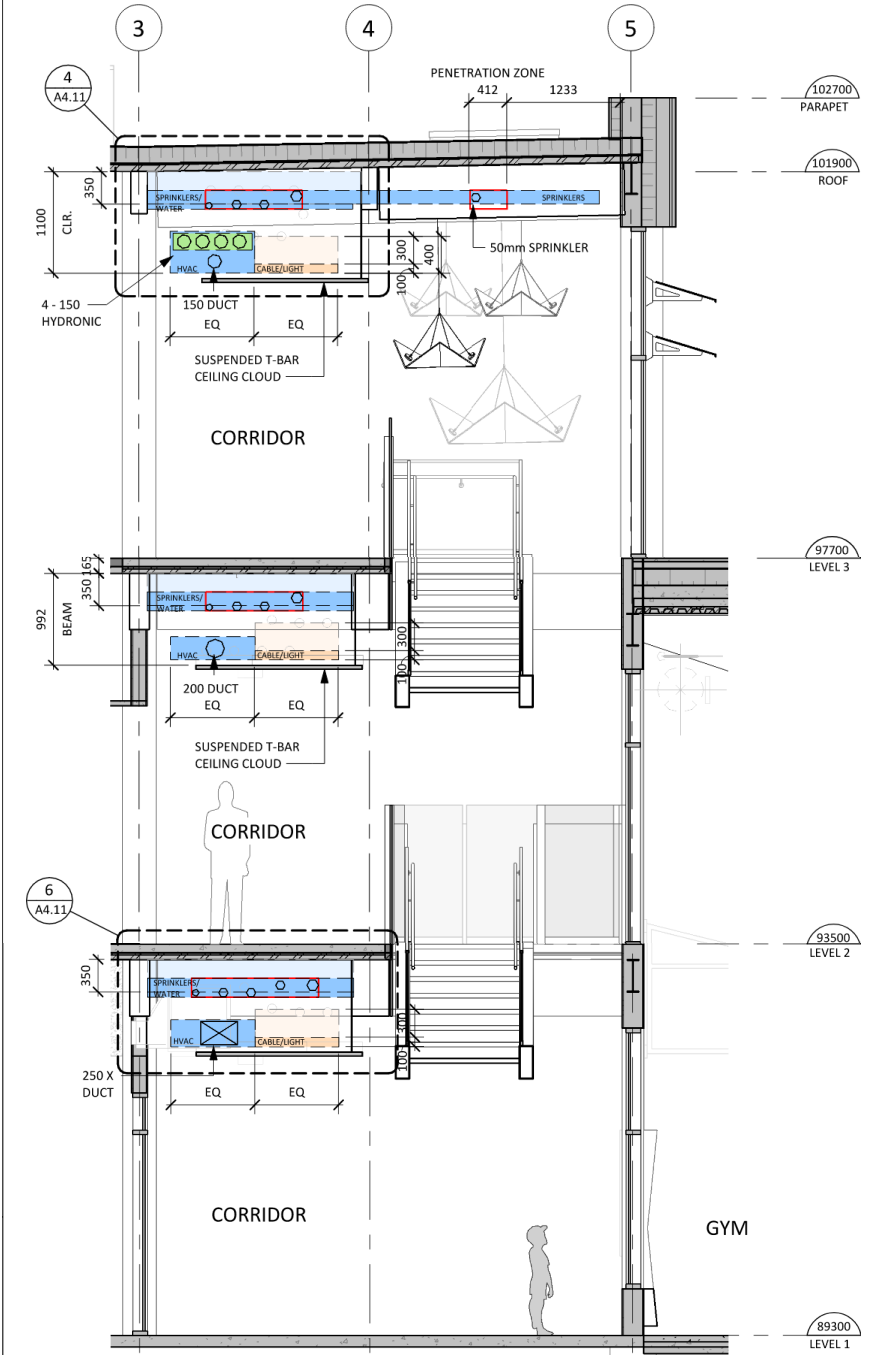 3
4
5
4
A4.11
PENETRATION ZONE
412
1233
102700
PARAPET
101900
ROOF
350
1100
CLR.
SPRINKLERS/
WATER
SPRINKLERS
50mm SPRINKLER
300
400
100
HVAC
CABLE/LIGHT
4 - 150
HYDRONIC
150 DUCT
EQ
EQ
SUSPENDED T-BAR
CEILING CLOUD
CORRIDOR
97700
LEVEL 3
165
350
992
BEAM
SPRINKLERS/
WATER
300
100
HVAC
CABLE/LIGHT
200 DUCT
EQ
EQ
SUSPENDED T-BAR
CEILING CLOUD
CORRIDOR
6
A4.11
93500
LEVEL 2
350
SPRINKLERS/
WATER
300
100
HVAC
CABLE/LIGHT
250 X
DUCT
EQ
EQ
CORRIDOR
GYM
89300
LEVEL 1